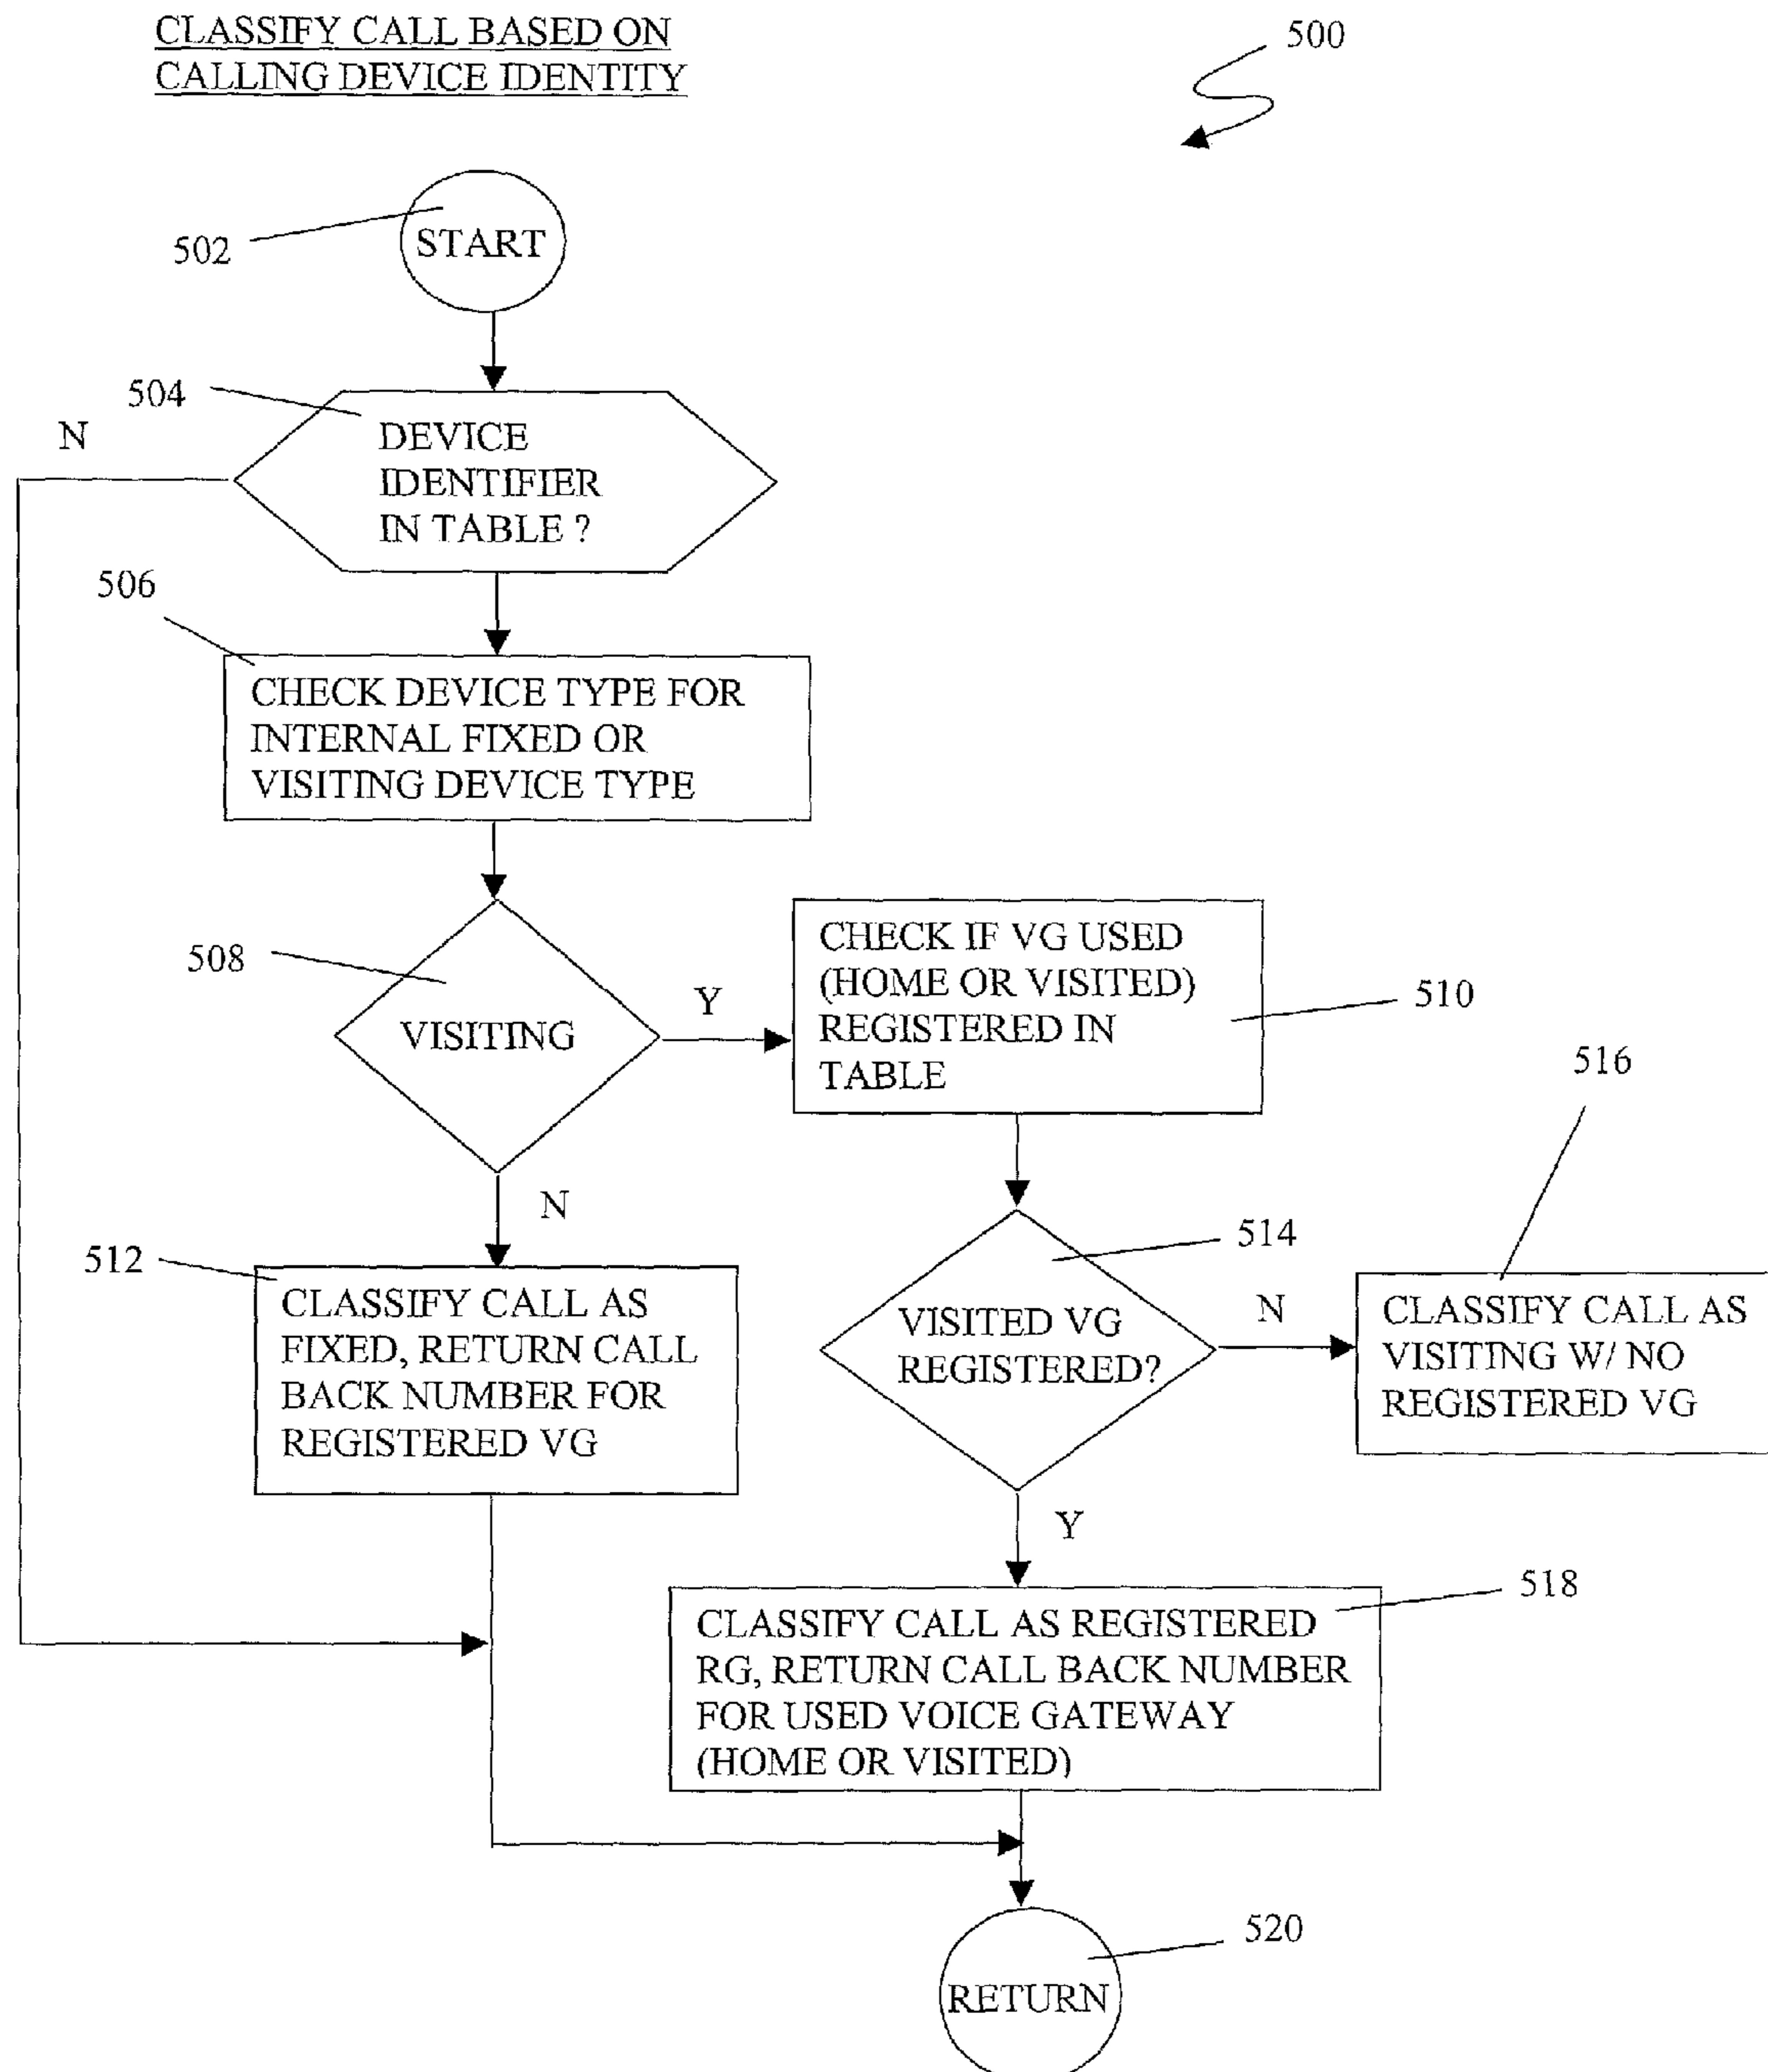 CLASSIFY CALL BASED ON
CALLING DEVICE IDENTITY
500
502
START
504
N
DEVICE
IDENTIFIER
IN TABLE ?
506
CHECK DEVICE TYPE FOR
INTERNAL FIXED OR
VISITING DEVICE TYPE
508
VISITING
Y
CHECK IF VG USED
(HOME OR VISITED)
REGISTERED IN
TABLE
510
516
N
512
CLASSIFY CALL AS
FIXED, RETURN CALL
BACK NUMBER FOR
REGISTERED VG
514
VISITED VG
REGISTERED?
N
CLASSIFY CALL AS
VISITING W/ NO
REGISTERED VG
Y
518
CLASSIFY CALL AS REGISTERED
RG, RETURN CALL BACK NUMBER
FOR USED VOICE GATEWAY
(HOME OR VISITED)
520
RETURN